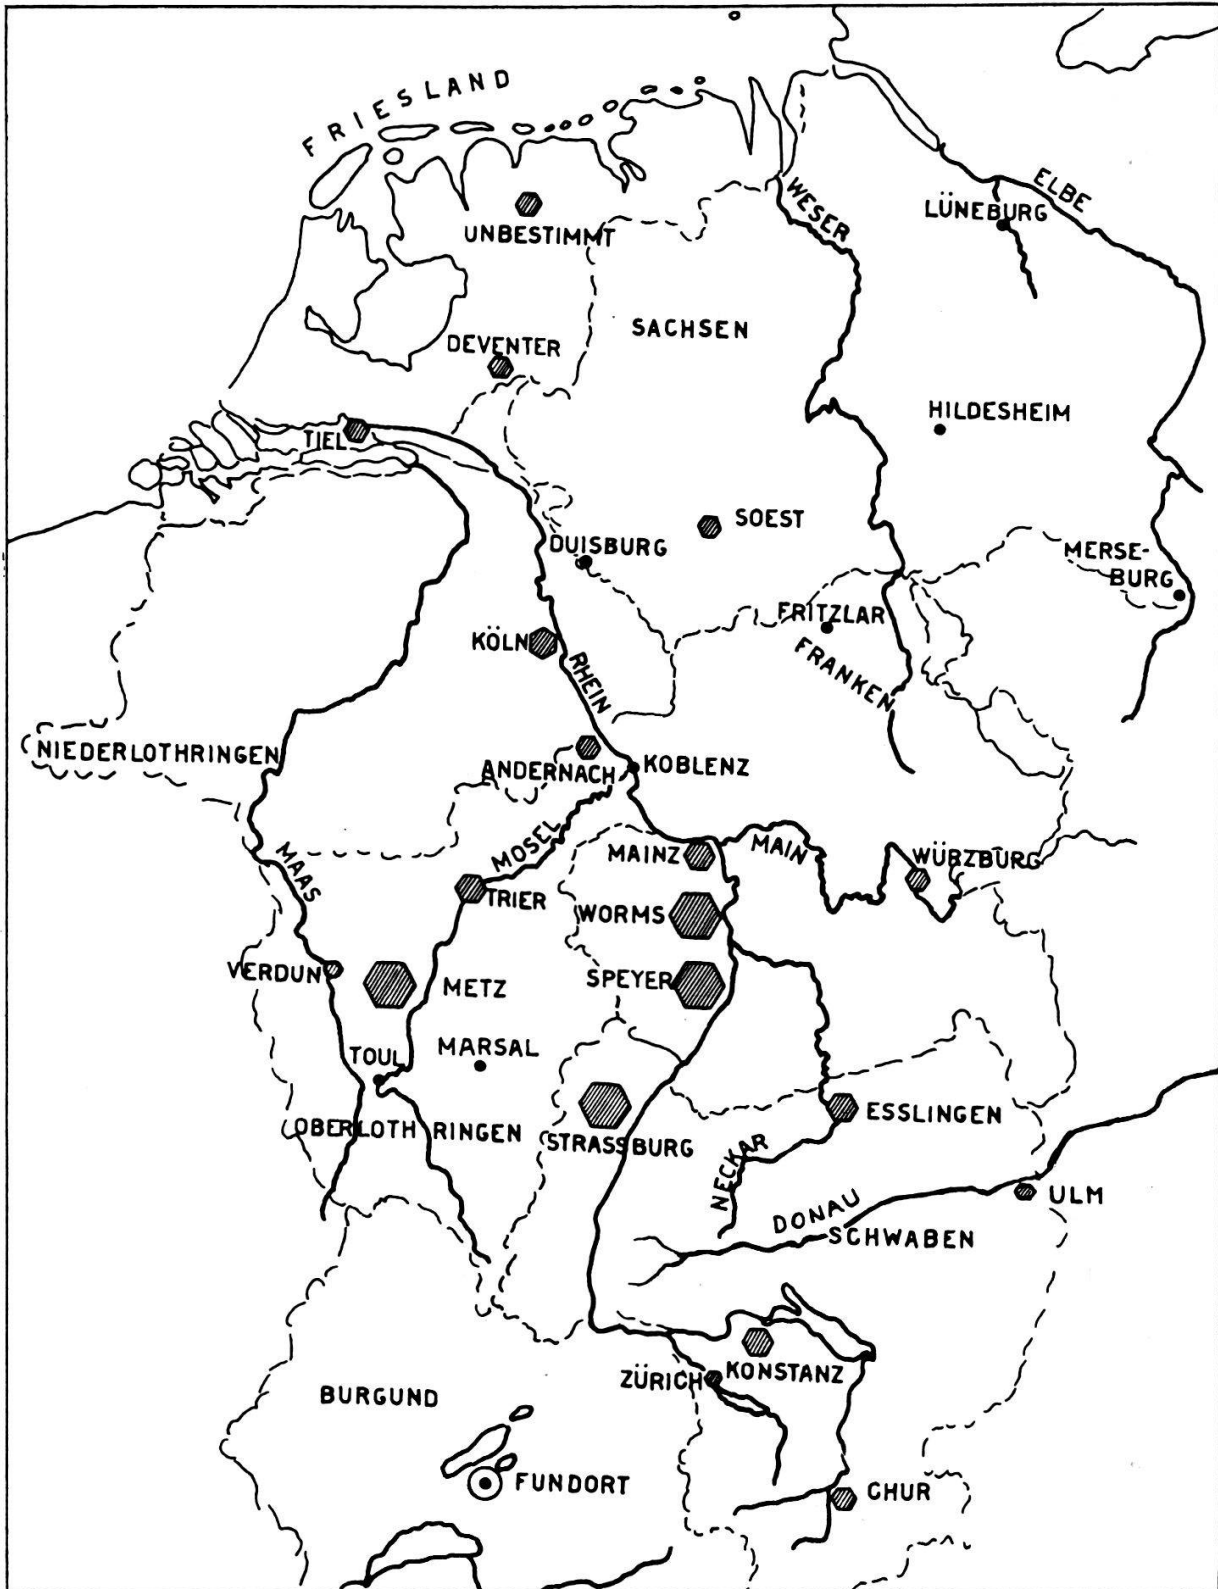 FRIESLAND
WESER
ELBE
LÜNEBURG
UNBESTIMMT
SACHSEN
DEVENTER
HILDESHEIM
TIEL
SOEST
DUISBURG
MERSE-
BURG
FRITZLAR
KÖLN
RHEIN
FRANKEN
NIEDERLOTHRINGEN
ANDERNACH
KOBLENZ
MAAS
MOSEL
MAINZ
MAIN
WÜRZBURG
TRIER
WORMS
VERDUN
METZ
SPEYER
TOUL
MARSAL
ESSLINGEN
OBERLOTHRINGEN
STRASSBURG
NECKAR
DONAU
ULM
SCHWABEN
ZÜRICH
KONSTANZ
BURGUND
FUNDORT
CHUR